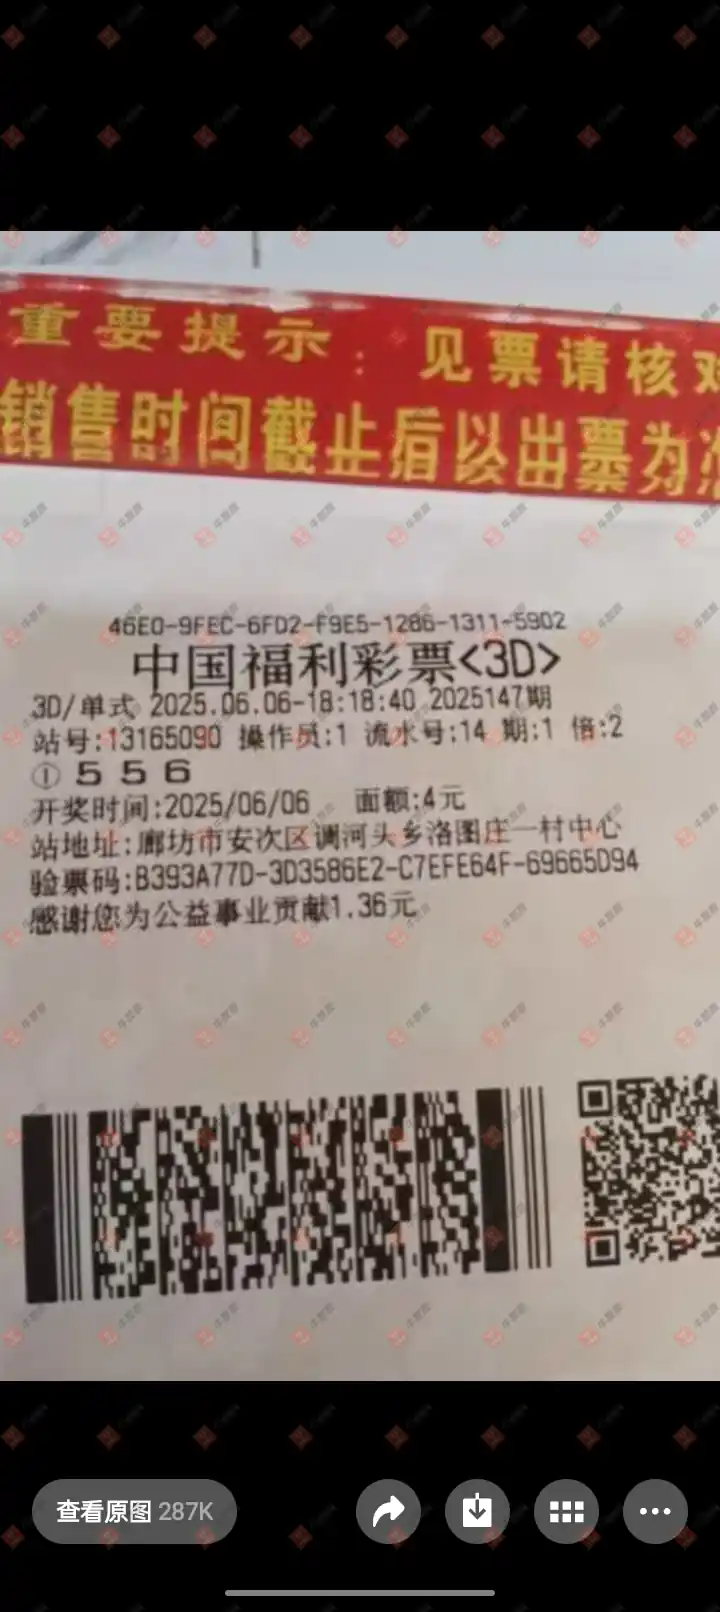 重要提示：见票请核对
销售时间截止后以出票为准
46E0-9FEC-6FD2-F9E5-1286-1311-5902
中国福利彩票<3D>
3D/单式 2025.06.06-18:18:40 2025147期
站号:13165090 操作员:1 流水号:14 期:1 倍:2
① 5 5 6
开奖时间:2025/06/06 面额:4元
站地址:廊坊市安次区调河头乡洛图庄一村中心
验票码:B393A77D-3D3586E2-C7EFE64F-69665D94
感谢您为公益事业贡献1.36元
查看原图 287K